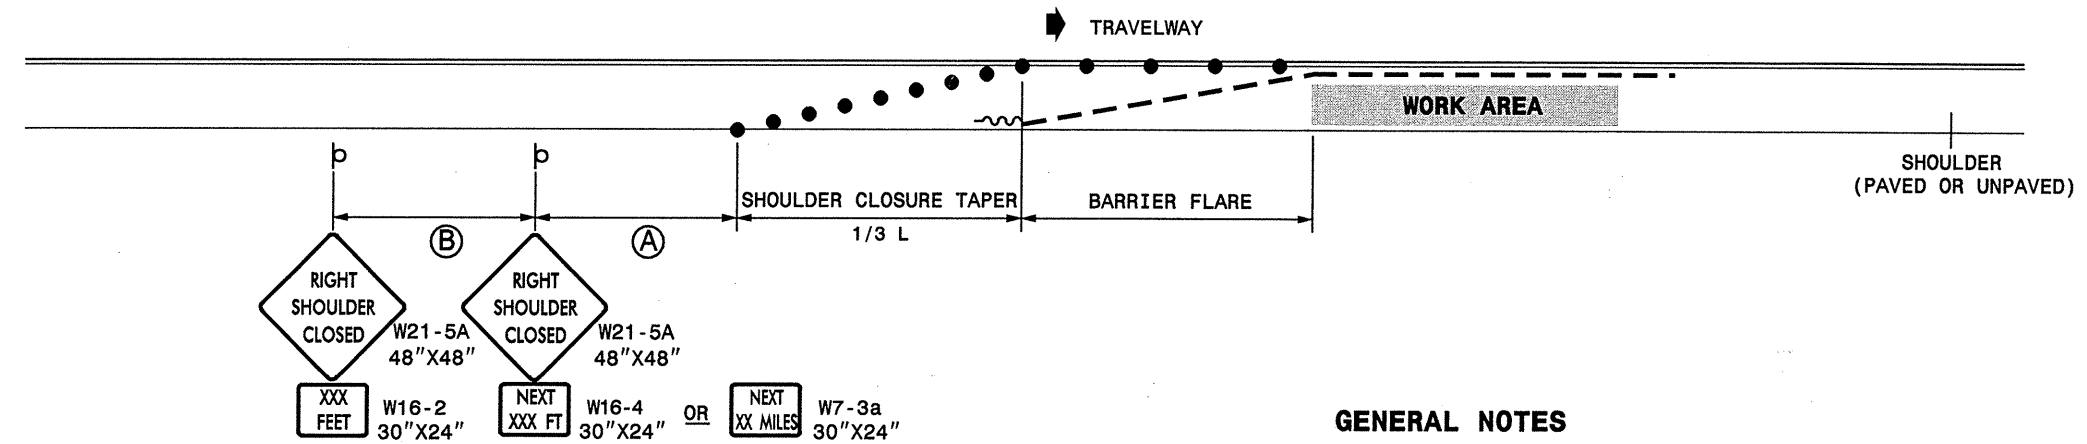 TRAVELWAY
WORK AREA
SHOULDER
(PAVED OR UNPAVED)
SHOULDER CLOSURE TAPER
1/3 L
BARRIER FLARE
B
A
RIGHT
SHOULDER
CLOSED
W21-5A
48"X48"
RIGHT
SHOULDER
CLOSED
W21-5A
48"X48"
XXX
FEET
W16-2
30"X24"
NEXT
XXX FT
W16-4
30"X24"
OR
NEXT
XX MILES
W7-3a
30"X24"
GENERAL NOTES